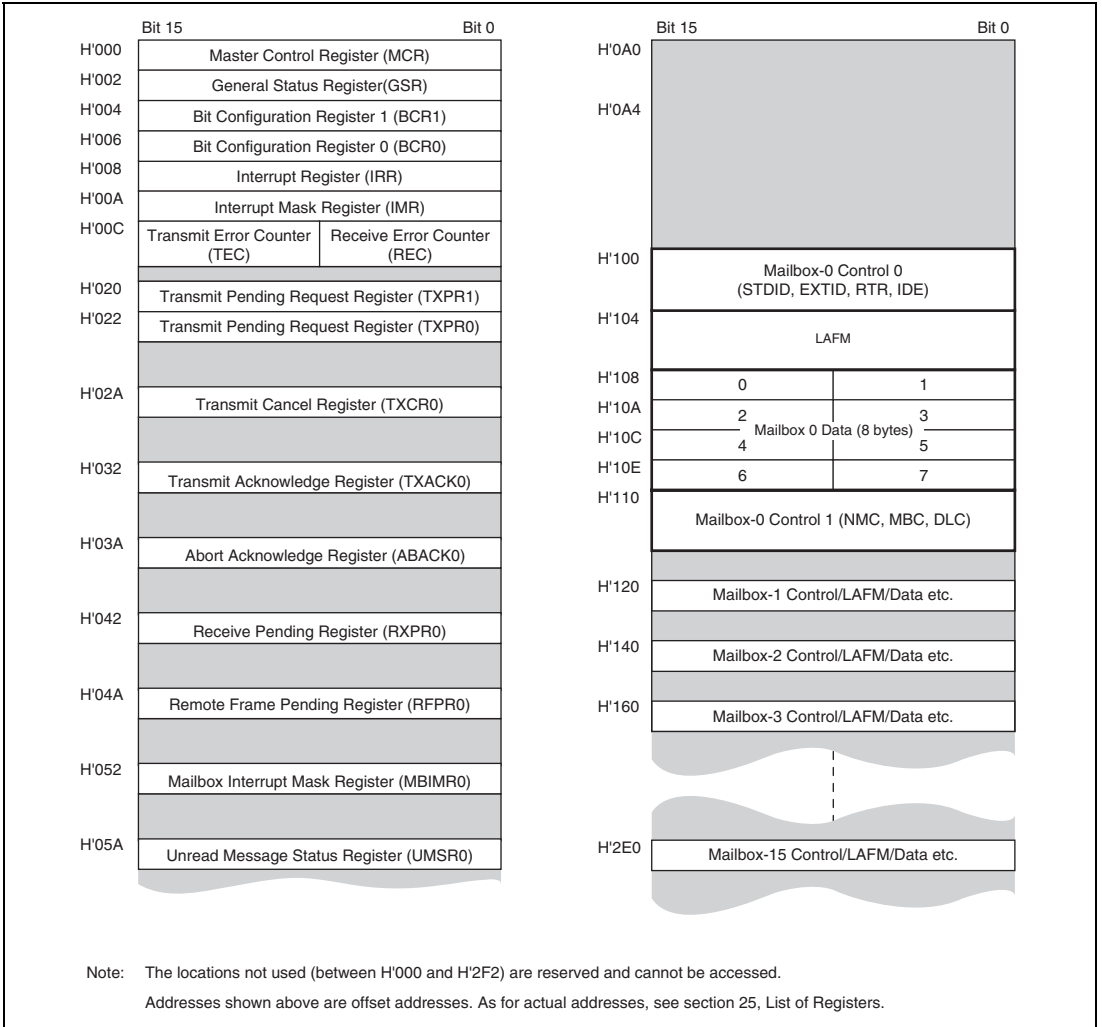 Bit 15 Bit 0
H'000 Master Control Register (MCR)
H'002 General Status Register(GSR)
H'004 Bit Configuration Register 1 (BCR1)
H'006 Bit Configuration Register 0 (BCR0)
H'008 Interrupt Register (IRR)
H'00A Interrupt Mask Register (IMR)
H'00C Transmit Error Counter (TEC) Receive Error Counter (REC)
H'020 Transmit Pending Request Register (TXPR1)
H'022 Transmit Pending Request Register (TXPR0)
H'02A Transmit Cancel Register (TXCR0)
H'032 Transmit Acknowledge Register (TXACK0)
H'03A Abort Acknowledge Register (ABACK0)
H'042 Receive Pending Register (RXPR0)
H'04A Remote Frame Pending Register (RFPR0)
H'052 Mailbox Interrupt Mask Register (MBIMR0)
H'05A Unread Message Status Register (UMSR0)
Bit 15 Bit 0
H'0A0
H'0A4
H'100 Mailbox-0 Control 0
(STDID, EXTID, RTR, IDE)
H'104 LAFM
H'108 0 1
H'10A 2 3
Mailbox 0 Data (8 bytes)
H'10C 4 5
H'10E 6 7
H'110 Mailbox-0 Control 1 (NMC, MBC, DLC)
H'120 Mailbox-1 Control/LAFM/Data etc.
H'140 Mailbox-2 Control/LAFM/Data etc.
H'160 Mailbox-3 Control/LAFM/Data etc.
H'2E0 Mailbox-15 Control/LAFM/Data etc.
Note: The locations not used (between H'000 and H'2F2) are reserved and cannot be accessed.
Addresses shown above are offset addresses. As for actual addresses, see section 25, List of Registers.